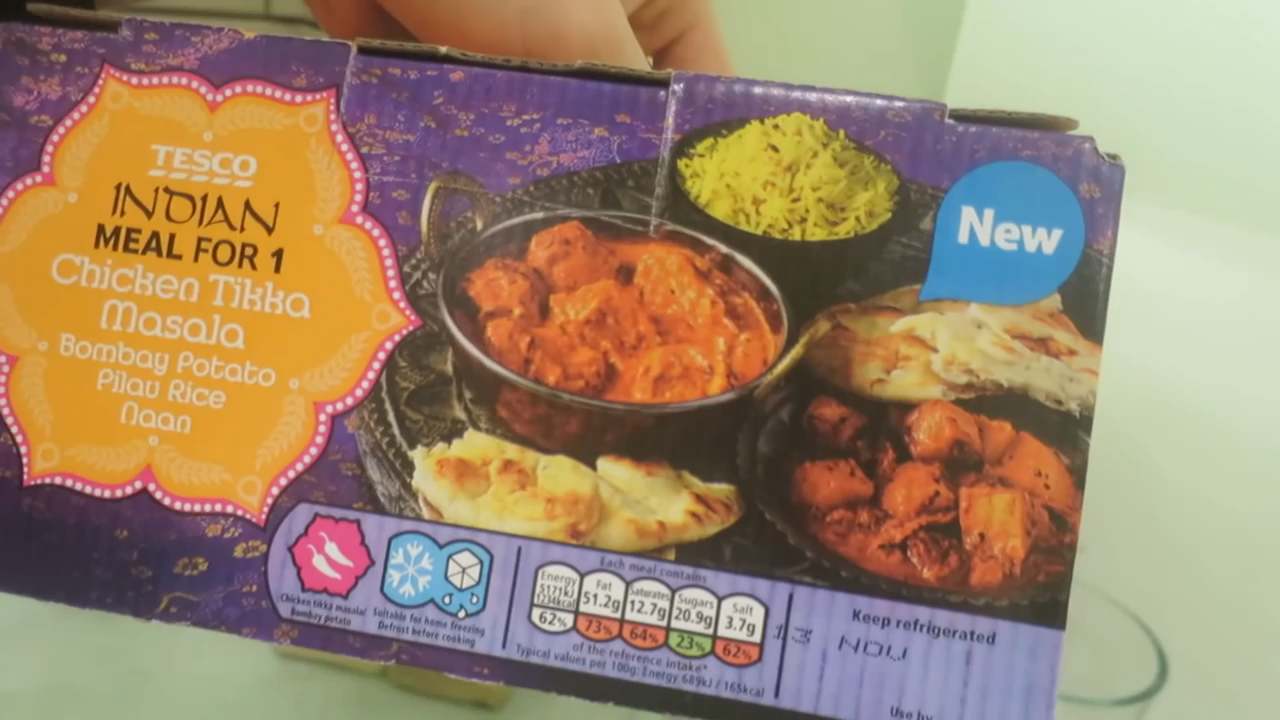 TESCO
INDIAN
MEAL FOR 1
Chicken Tikka
Masala
Bombay Potato
Pilau Rice
Naan
New
Chicken tikka masala/
Bombay potato
Suitable for home freezing
Defrost before cooking
Each meal contains
Energy
5171kJ
1234kcal
62%
Fat
51.2g
73%
Saturates
12.7g
64%
Sugars
20.9g
23%
Salt
3.7g
62%
of the reference intake*
Typical values per 100g: Energy 689kJ / 165kcal
Keep refrigerated
13 NOV
Use by